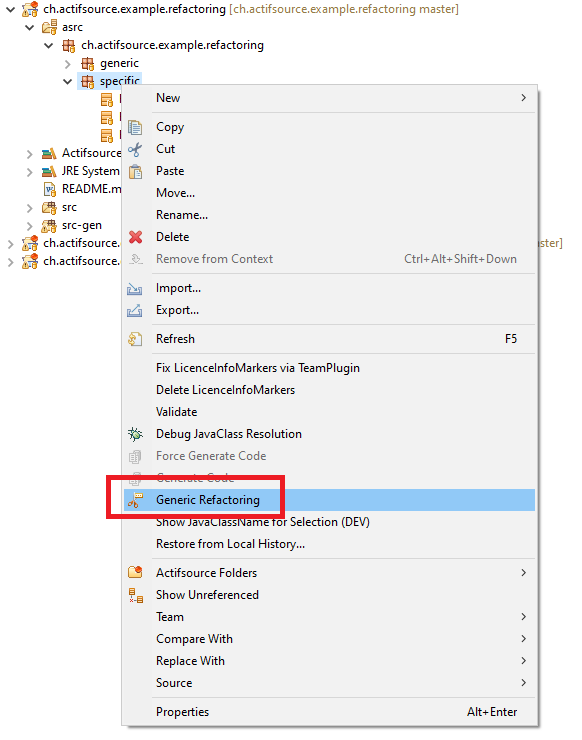 ch.actifsource.example.refactoring [ch.actifsource.example.refactoring master]
asrc
ch.actifsource.example.refactoring
generic
specific
Actifsource
JRE System
README.m
src
src-gen
ch.actifsource.
ch.actifsource.
New
Copy
Cut
Paste
Move...
Rename...
Delete
Remove from Context Ctrl+Alt+Shift+Down
Import...
Export...
Refresh F5
Fix LicenceInfoMarkers via TeamPlugin
Delete LicenceInfoMarkers
Validate
Debug JavaClass Resolution
Force Generate Code
Generate Code
Generic Refactoring
Show JavaClassName for Selection (DEV)
Restore from Local History...
Actifsource Folders
Show Unreferenced
Team
Compare With
Replace With
Source
Properties Alt+Enter